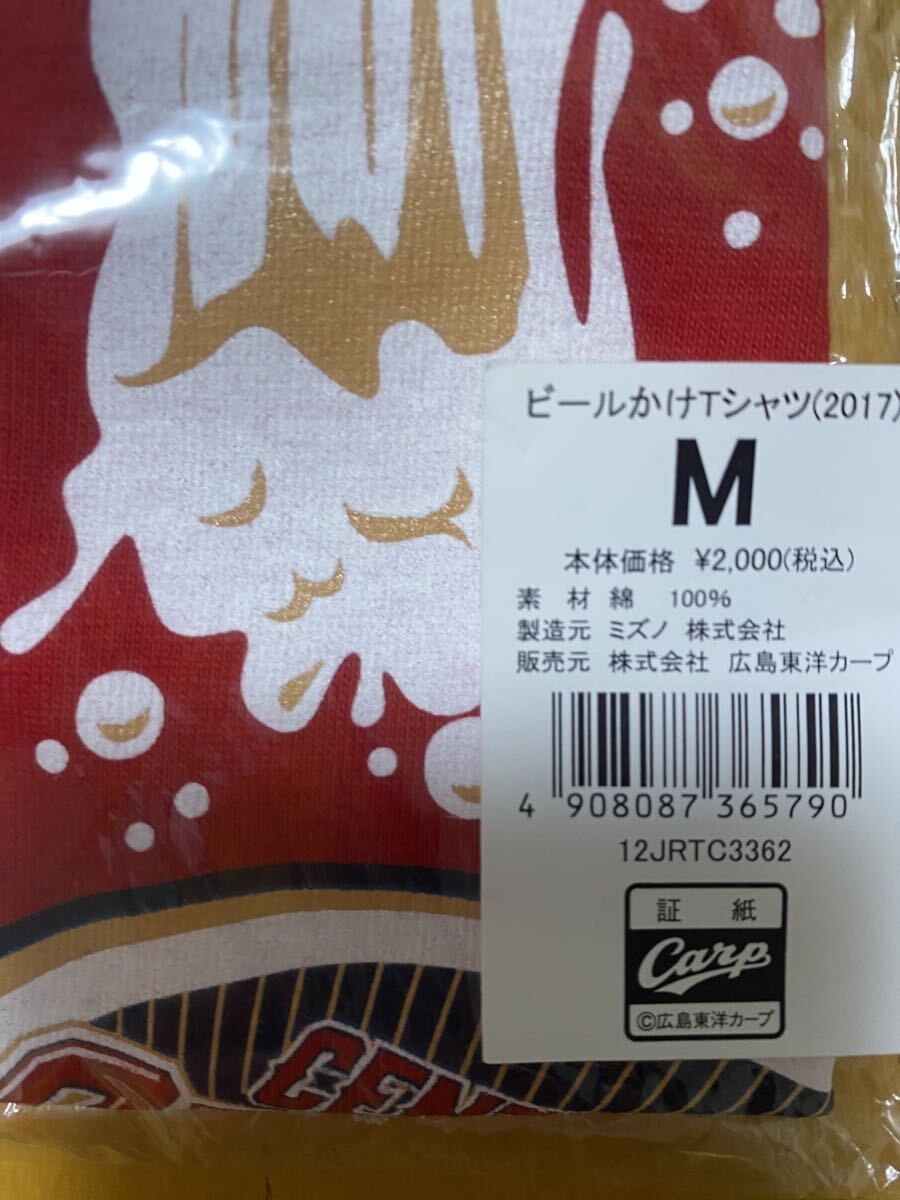 ビールかけTシャツ(2017)
M
本体価格 ¥2,000(税込)
素 材 綿 100%
製造元 ミズノ 株式会社
販売元 株式会社 広島東洋カープ
4 908087 365790
12JRTC3362
証 紙
Carp
©広島東洋カープ
CEN